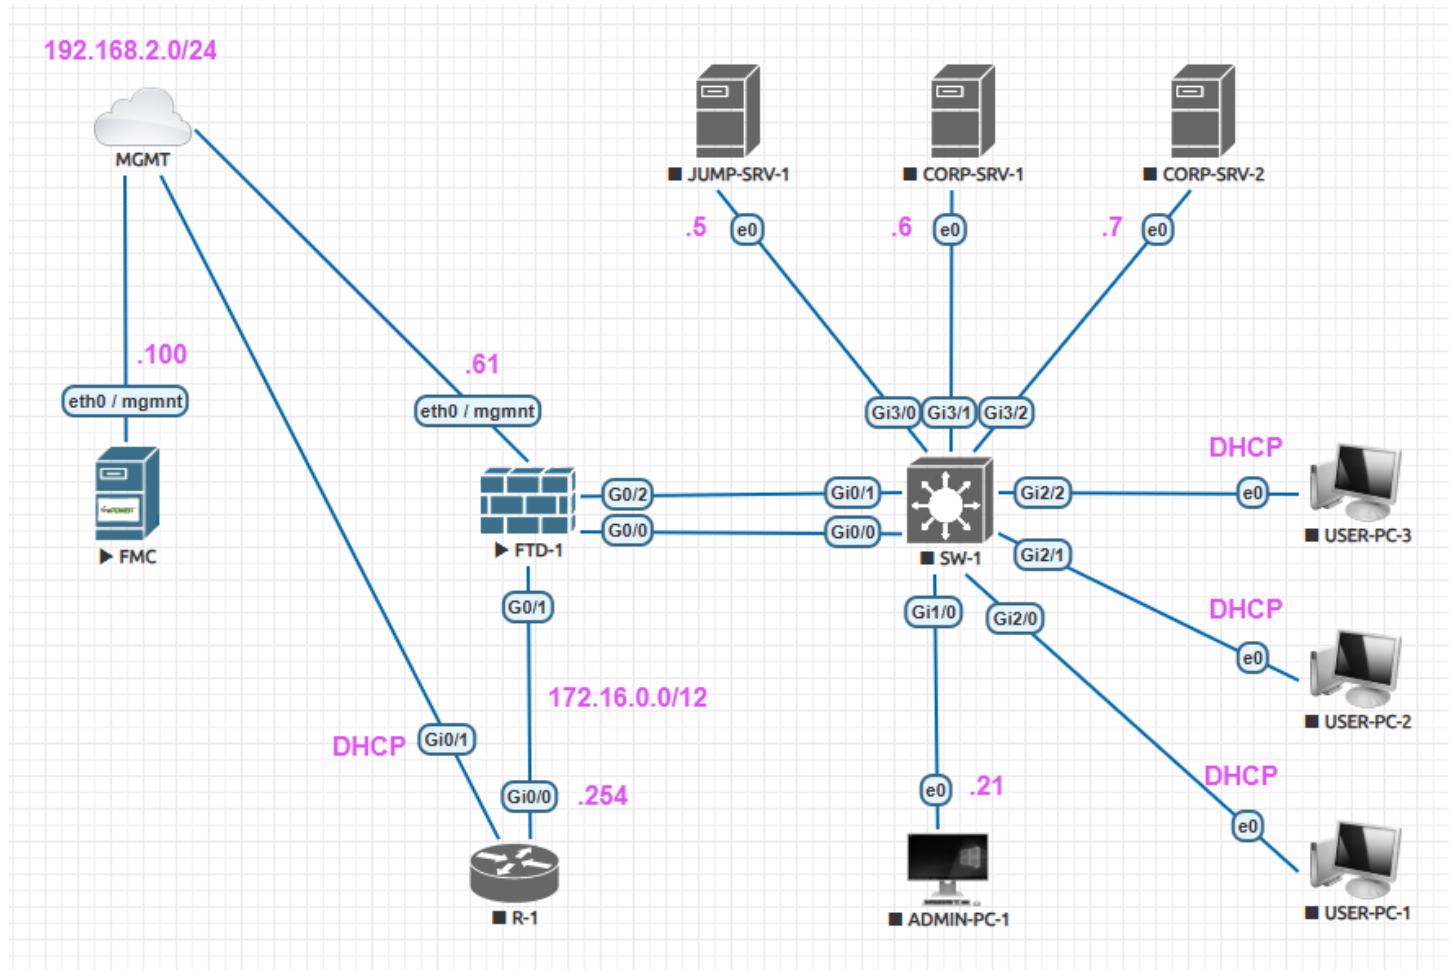 192.168.2.0/24
MGMT
JUMP-SRV-1
CORP-SRV-1
CORP-SRV-2
.5
e0
.6
e0
.7
e0
.100
.61
eth0 / mgmnt
eth0 / mgmnt
Gi3/0
Gi3/1
Gi3/2
DHCP
G0/2
Gi0/1
Gi2/2
e0
G0/0
Gi0/0
USER-PC-3
FMC
FTD-1
SW-1
Gi2/1
G0/1
Gi1/0
Gi2/0
DHCP
e0
172.16.0.0/12
USER-PC-2
DHCP
Gi0/1
DHCP
Gi0/0
.254
e0
.21
e0
R-1
ADMIN-PC-1
USER-PC-1